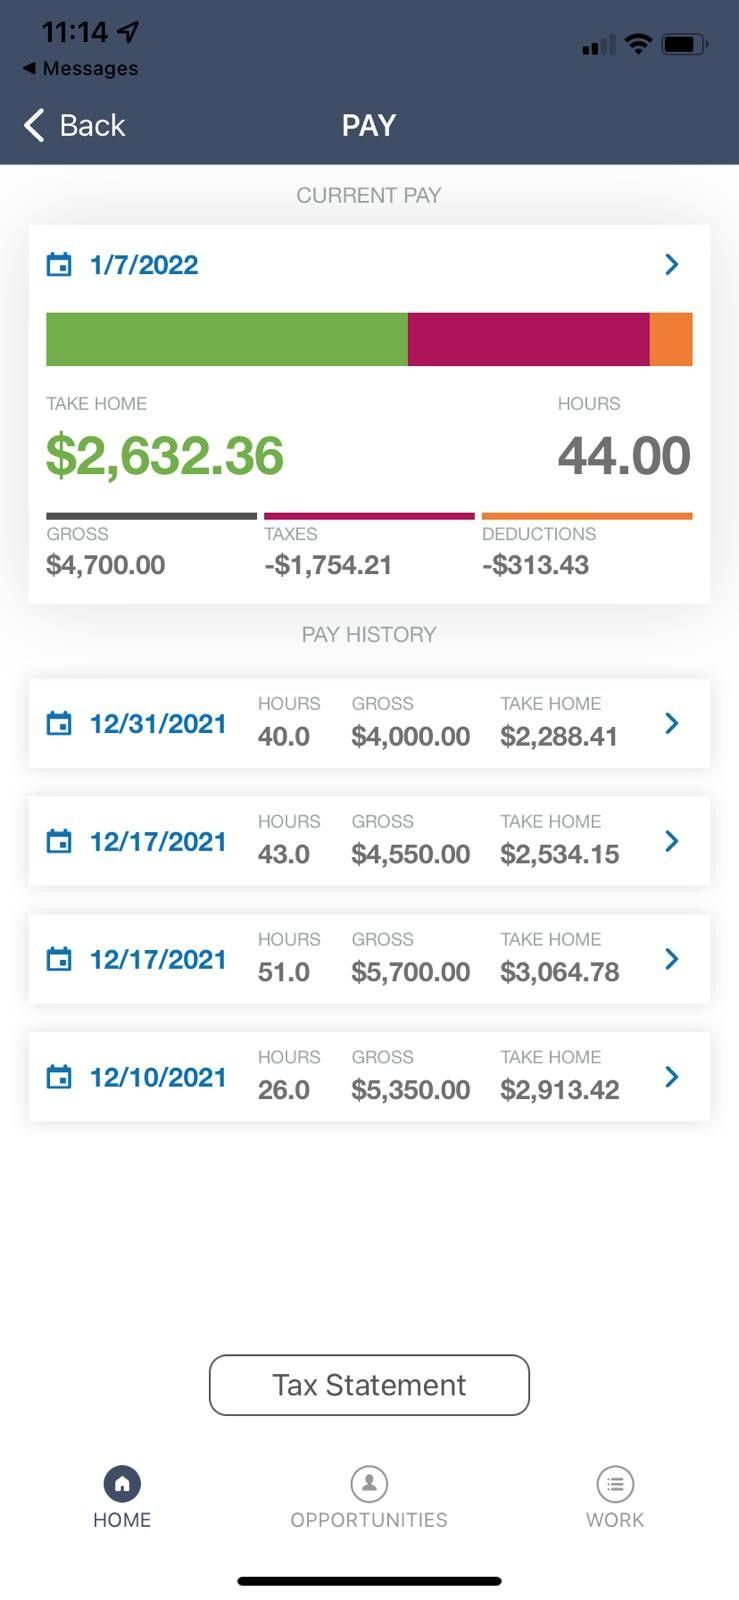 11:14
◀ Messages
Back
PAY
CURRENT PAY
1/7/2022
TAKE HOME HOURS
$2,632.36 44.00
GROSS TAXES DEDUCTIONS
$4,700.00 -$1,754.21 -$313.43
PAY HISTORY
HOURS GROSS TAKE HOME
12/31/2021 40.0 $4,000.00 $2,288.41
HOURS GROSS TAKE HOME
12/17/2021 43.0 $4,550.00 $2,534.15
HOURS GROSS TAKE HOME
12/17/2021 51.0 $5,700.00 $3,064.78
HOURS GROSS TAKE HOME
12/10/2021 26.0 $5,350.00 $2,913.42
Tax Statement
HOME OPPORTUNITIES WORK